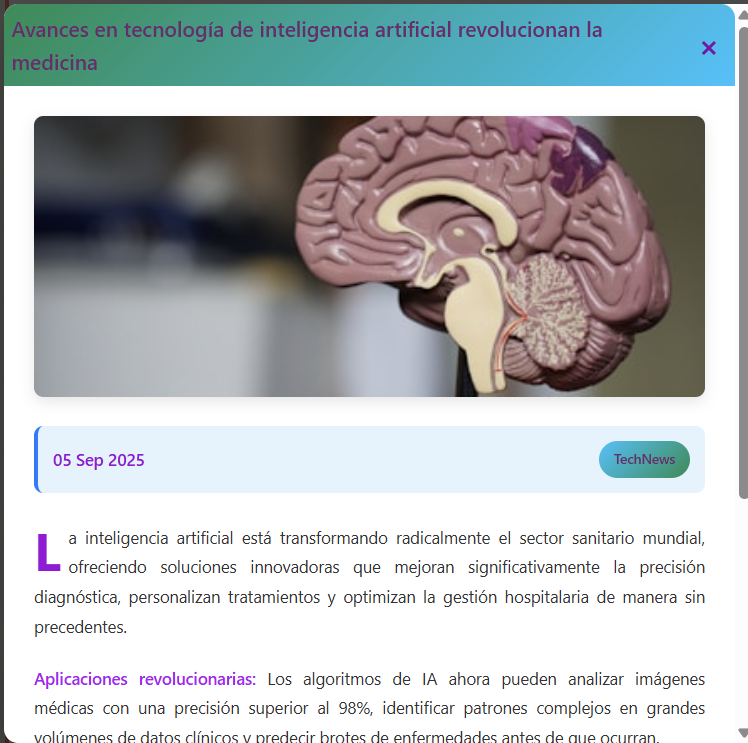 Avances en tecnología de inteligencia artificial revolucionan la
medicina
×
05 Sep 2025
TechNews
La inteligencia artificial está transformando radicalmente el sector sanitario mundial,
ofreciendo soluciones innovadoras que mejoran significativamente la precisión
diagnóstica, personalizan tratamientos y optimizan la gestión hospitalaria de manera sin
precedentes.
Aplicaciones revolucionarias: Los algoritmos de IA ahora pueden analizar imágenes
médicas con una precisión superior al 98%, identificar patrones complejos en grandes
volúmenes de datos clínicos y predecir brotes de enfermedades antes de que ocurran.